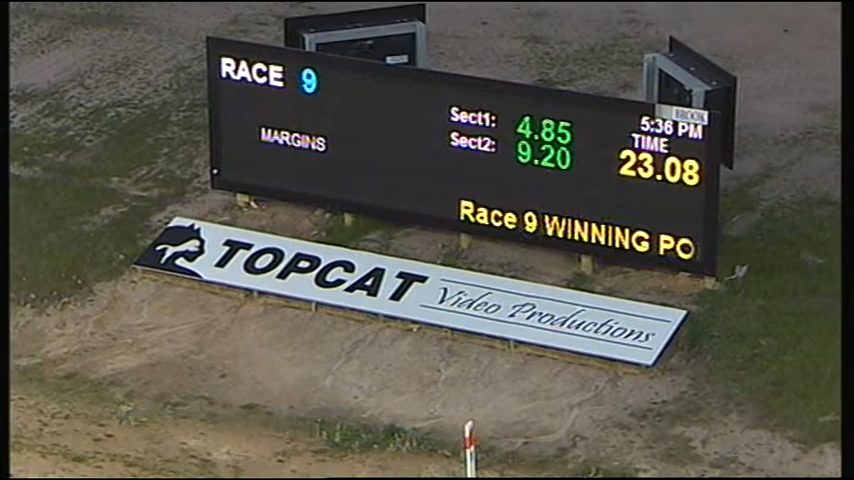 RACE 9
MARGINS
Sect1: 4.85
Sect2: 9.20
BROOK
5:36 PM
TIME
23.08
Race 9 WINNING PO
TOPCAT Video Productions